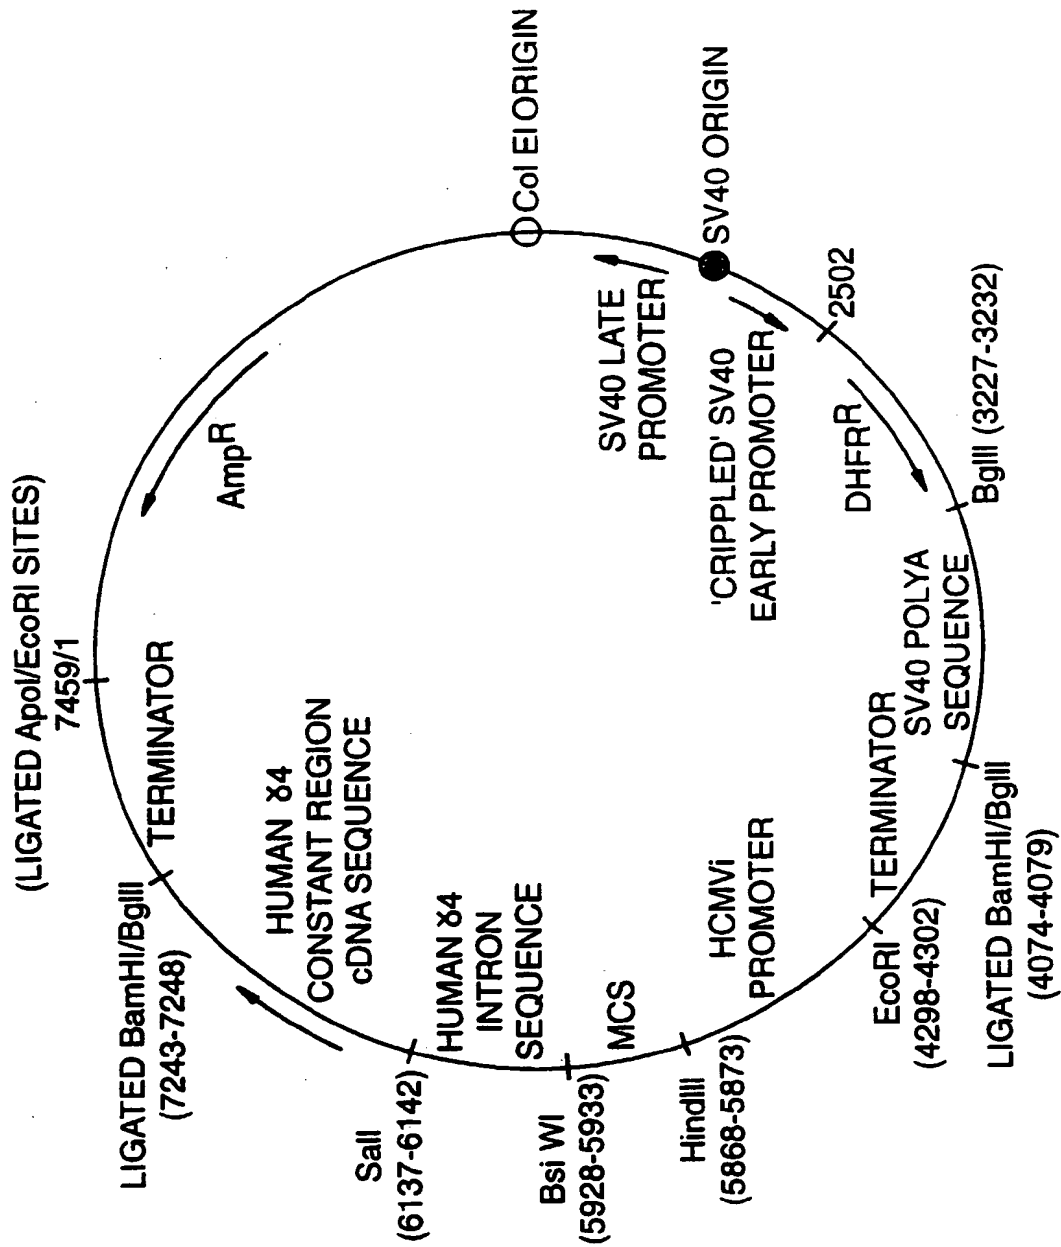 (LIGATED ApoI/EcoRI SITES)
7459/1
LIGATED BamHI/BglII
(7243-7248)
TERMINATOR
AmpR
HUMAN γ4
CONSTANT REGION
cDNA SEQUENCE
SalI
(6137-6142)
HUMAN γ4
INTRON
SEQUENCE
Col EI ORIGIN
Bsi WI
(5928-5933)
MCS
SV40 LATE
PROMOTER
SV40 ORIGIN
HindIII
(5868-5873)
HCMVi
PROMOTER
'CRIPPLED' SV40
EARLY PROMOTER
2502
DHFRR
EcoRI
(4298-4302)
TERMINATOR
SV40 POLYA
SEQUENCE
BglII (3227-3232)
LIGATED BamHI/BglII
(4074-4079)